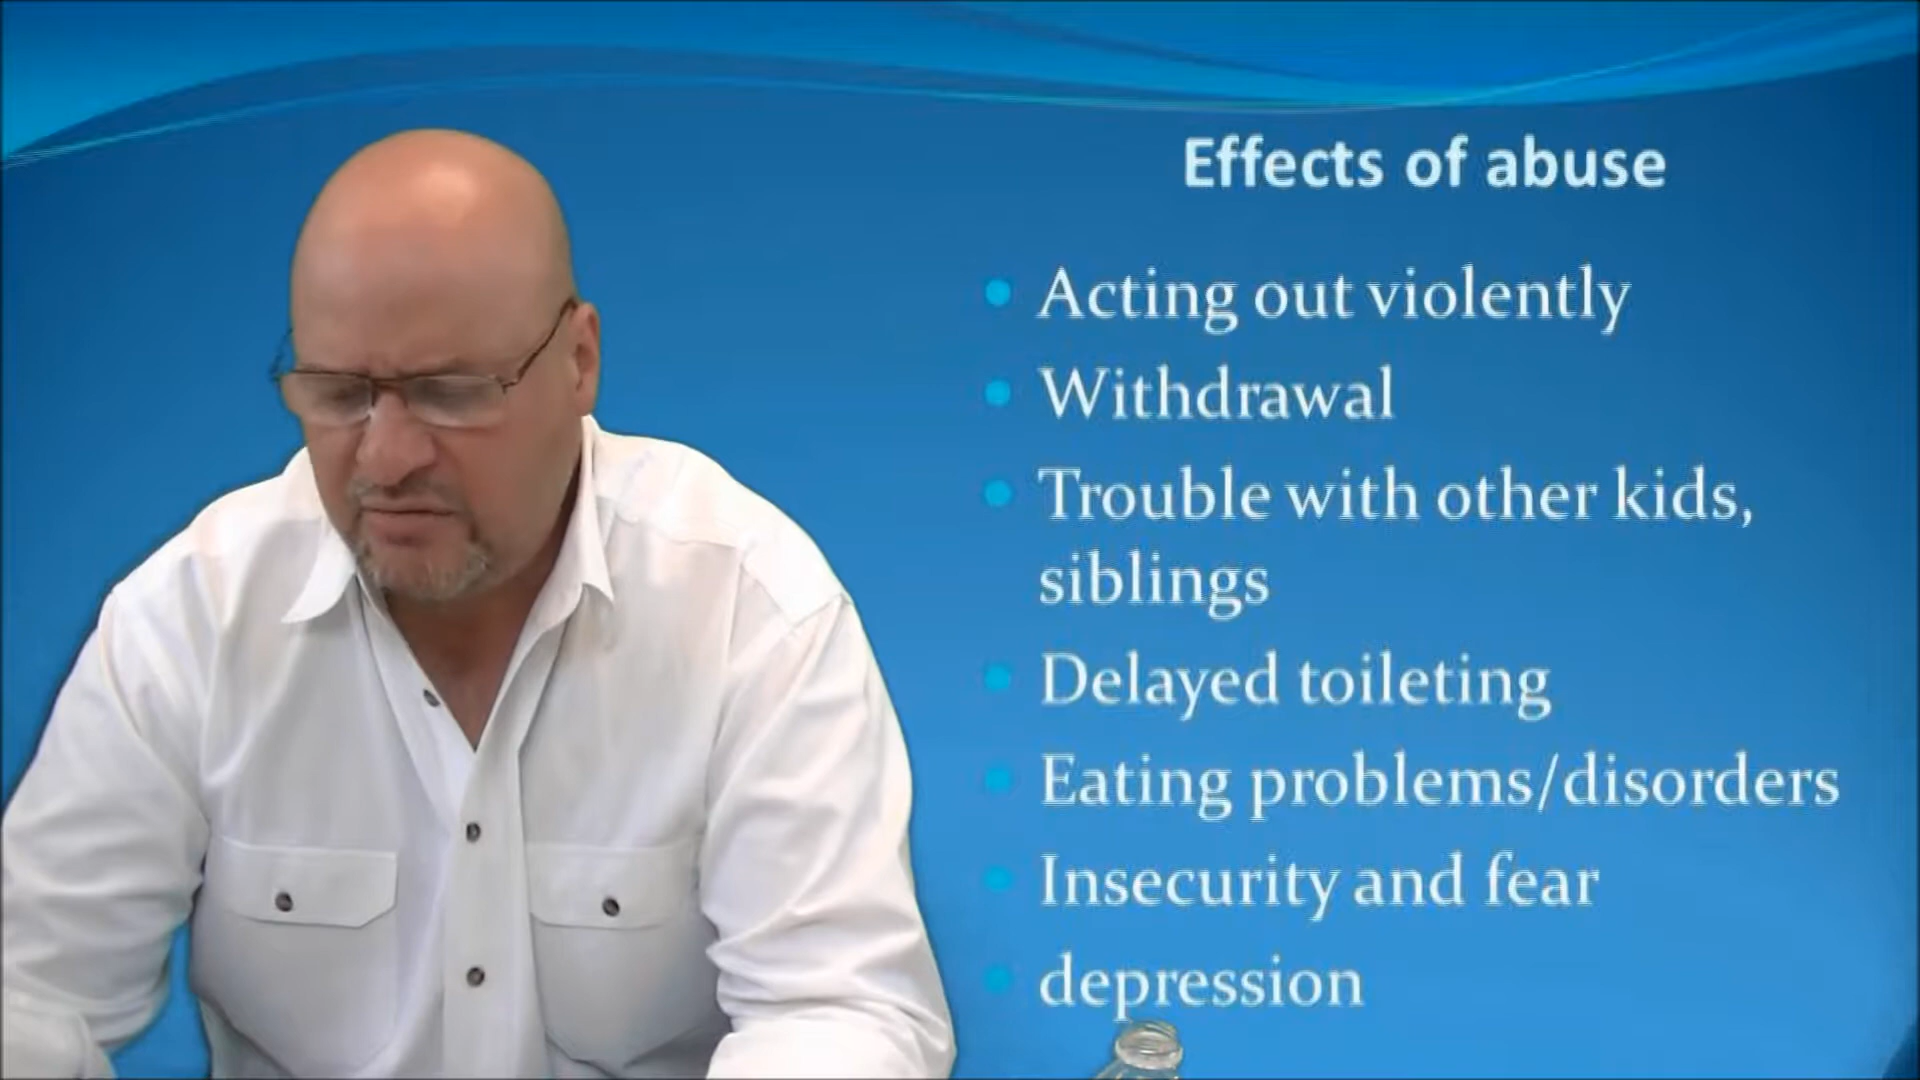 Effects of abuse
Acting out violently
Withdrawal
Trouble with other kids,
siblings
Delayed toileting
Eating problems/disorders
Insecurity and fear
depression